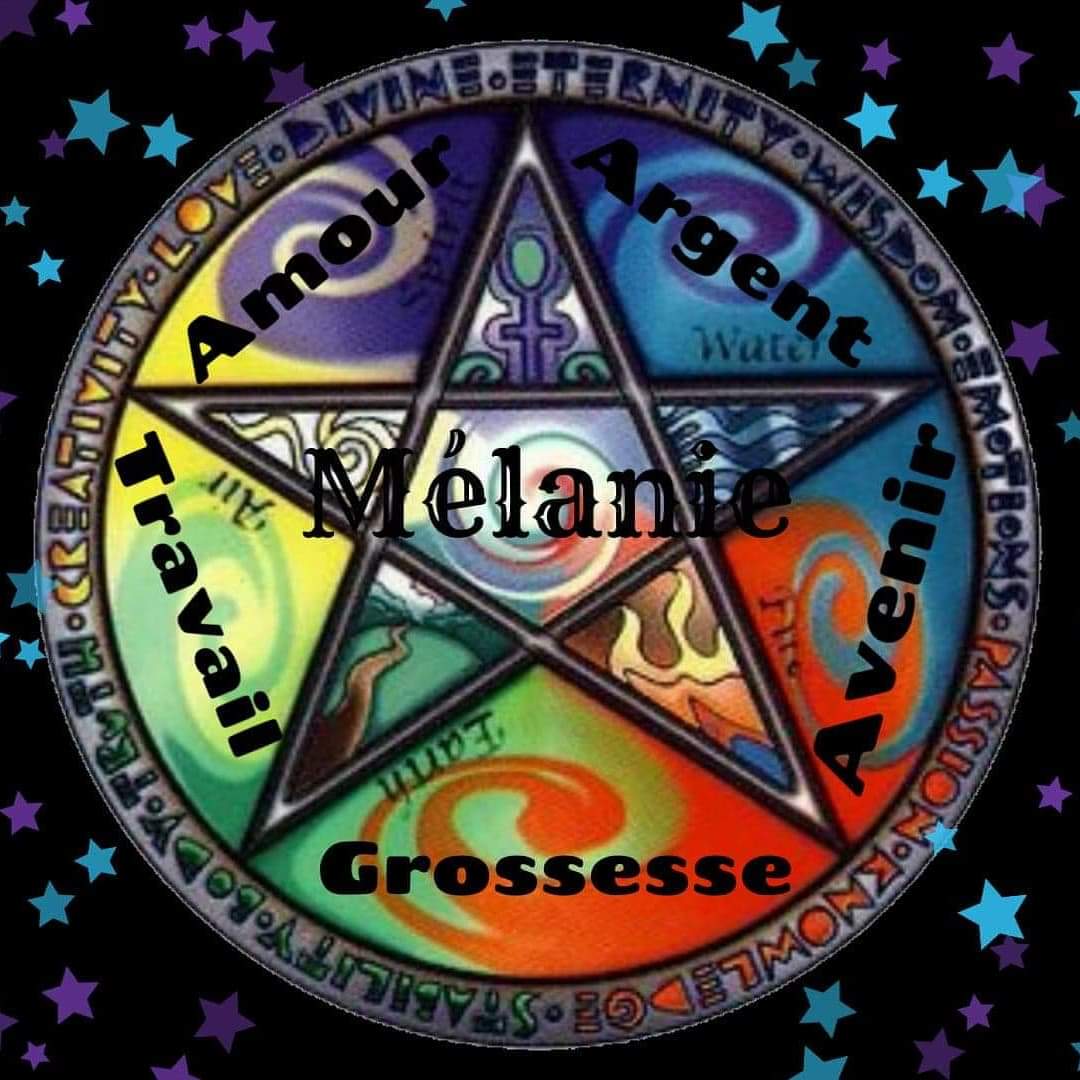 DIVINE • ETERNITY • WISDOM • EMOTIONS • PASSION • KNOWLEDGE • STABILITY • BODY • TRUTH • CREATIVITY • LOVE •
Amour
Argent
Spirit
Water
Mélanie
Travail
Avenir
Air
Fire
Earth
Grossesse